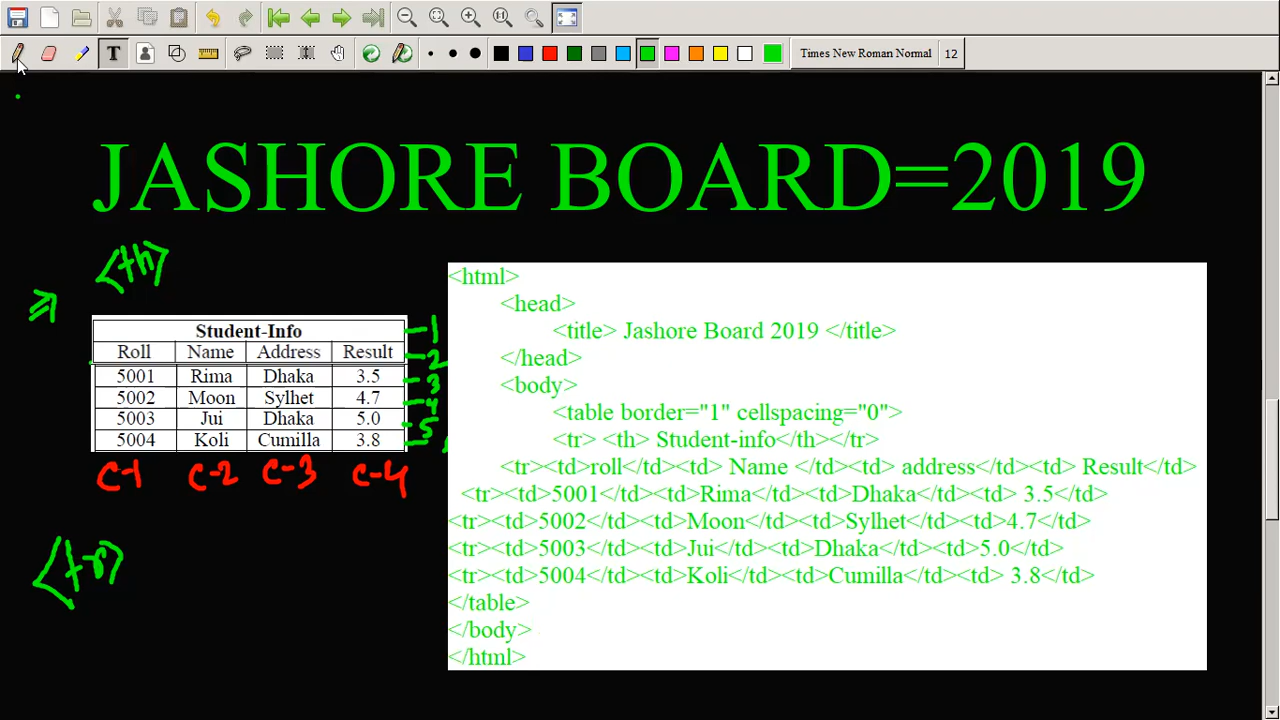 Times New Roman Normal 12
JASHORE BOARD=2019
<th>
Student-Info 1
Roll Name Address Result 2
5001 Rima Dhaka 3.5 3
5002 Moon Sylhet 4.7 4
5003 Jui Dhaka 5.0 5
5004 Koli Cumilla 3.8
C-1 C-2 C-3 C-4
<tr>
<html>
<head>
<title> Jashore Board 2019 </title>
</head>
<body>
<table border="1" cellspacing="0">
<tr> <th> Student-info</th></tr>
<tr><td>roll</td><td> Name </td><td> address</td><td> Result</td>
<tr><td>5001</td><td>Rima</td><td>Dhaka</td><td> 3.5</td>
<tr><td>5002</td><td>Moon</td><td>Sylhet</td><td>4.7</td>
<tr><td>5003</td><td>Jui</td><td>Dhaka</td><td>5.0</td>
<tr><td>5004</td><td>Koli</td><td>Cumilla</td><td> 3.8</td>
</table>
</body>
</html>